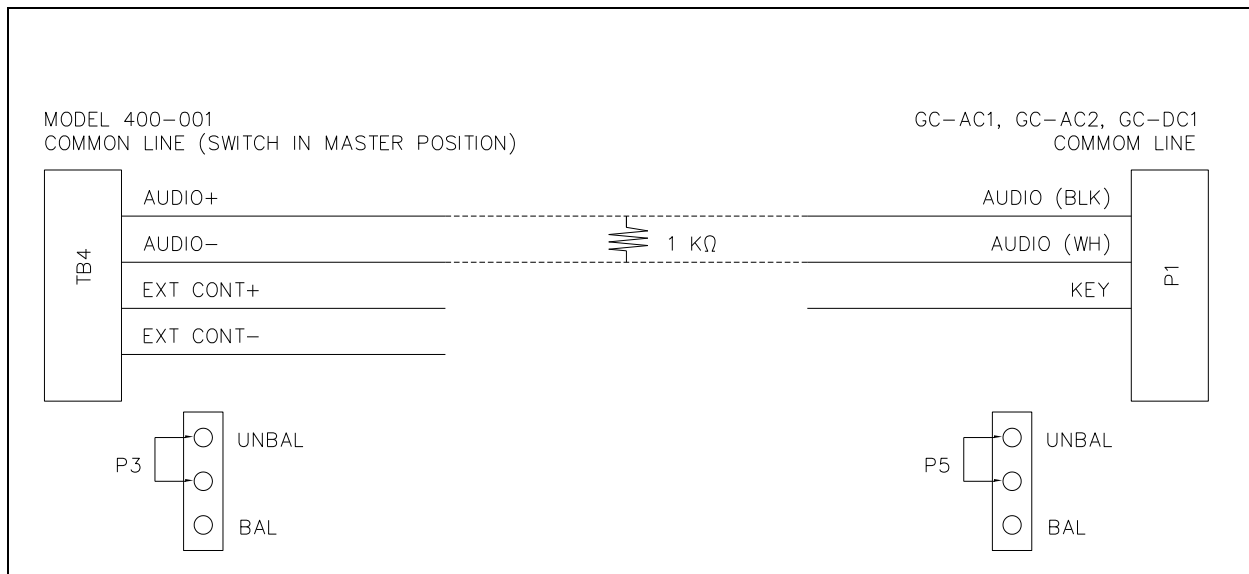 MODEL 400-001
COMMON LINE (SWITCH IN MASTER POSITION)
GC-AC1, GC-AC2, GC-DC1
COMMOM LINE
AUDIO+
AUDIO-
EXT CONT+
EXT CONT-
TB4
1 KΩ
AUDIO (BLK)
AUDIO (WH)
KEY
P1
P3
UNBAL
BAL
P5
UNBAL
BAL